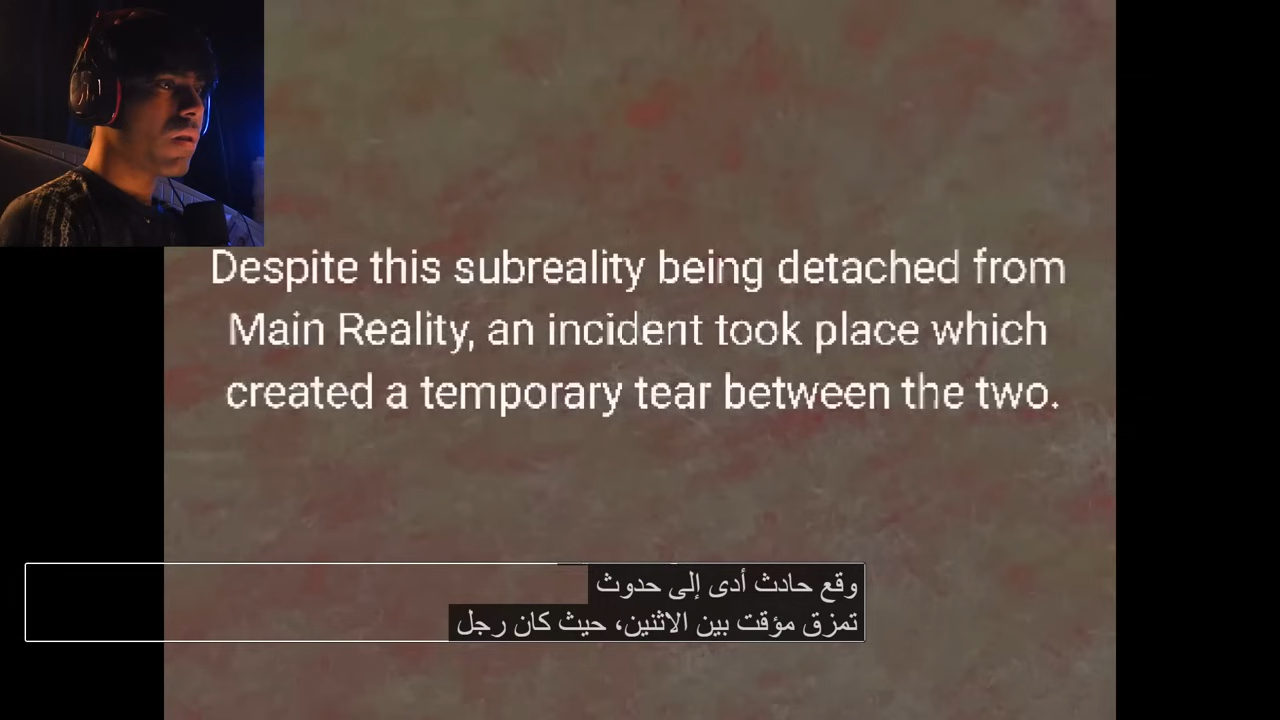 Despite this subreality being detached from
Main Reality, an incident took place which
created a temporary tear between the two.
وقع حادث أدى إلى حدوث
تمزق مؤقت بين الاثنين، حيث كان رجل